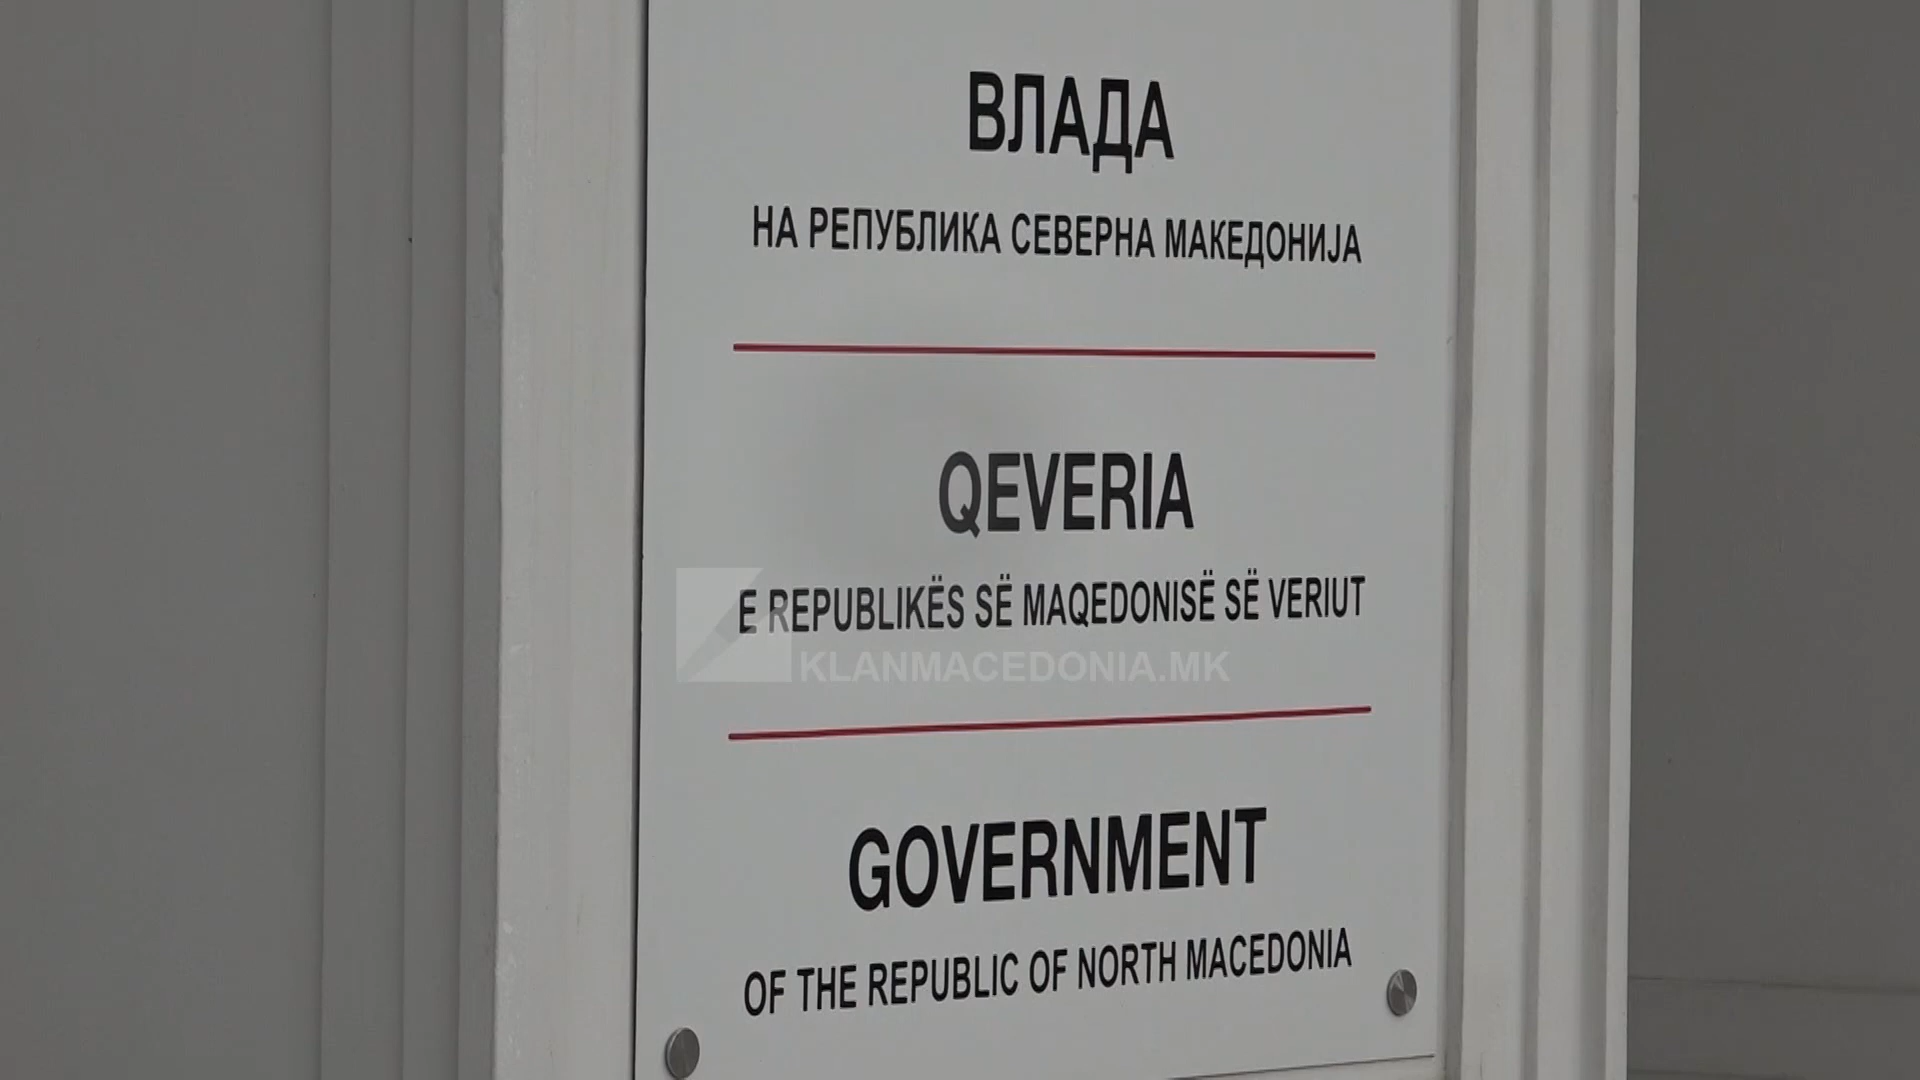 ВЛАДА
НА РЕПУБЛИКА СЕВЕРНА МАКЕДОНИЈА
QEVERIA
E REPUBLIKËS SË MAQEDONISË SË VERIUT
KLANMACEDONIA.MK
GOVERNMENT
OF THE REPUBLIC OF NORTH MACEDONIA